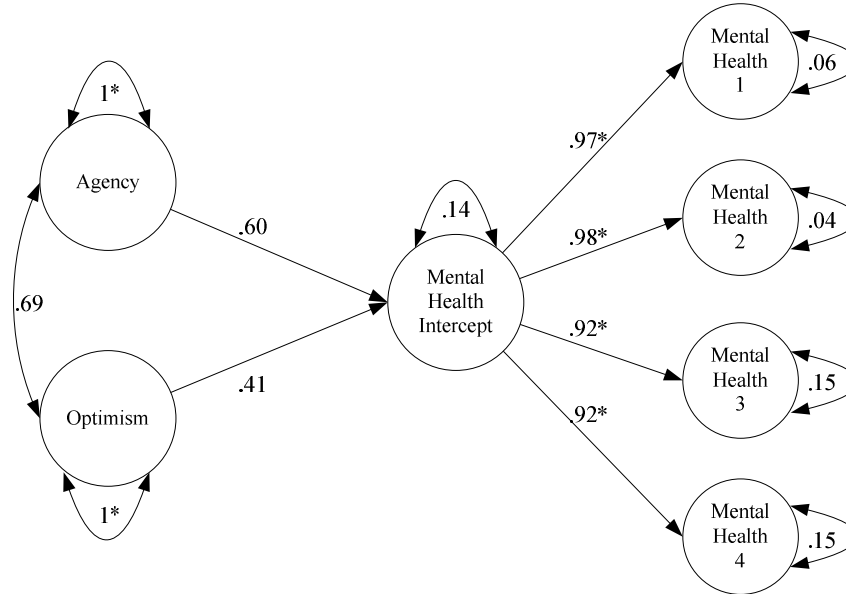 1*
Agency
.69
Optimism
1*
.60
.41
.14
Mental
Health
Intercept
.97*
.98*
.92*
.92*
Mental
Health
1
.06
Mental
Health
2
.04
Mental
Health
3
.15
Mental
Health
4
.15